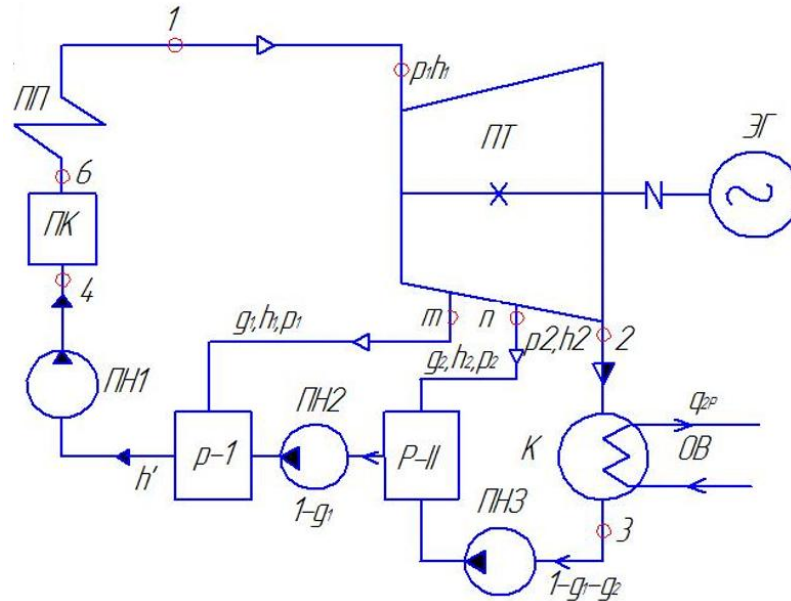 1
p₁h₁
ПП
ПТ
ЭГ
6
ПК
4
m
n
g₁,h₁,p₁
p2,h2
2
g₂,h₂,p₂
ПН1
ПН2
q₂ₚ
К
ОВ
р-1
Р-II
h'
1-g₁
ПН3
3
1-g₁-g₂